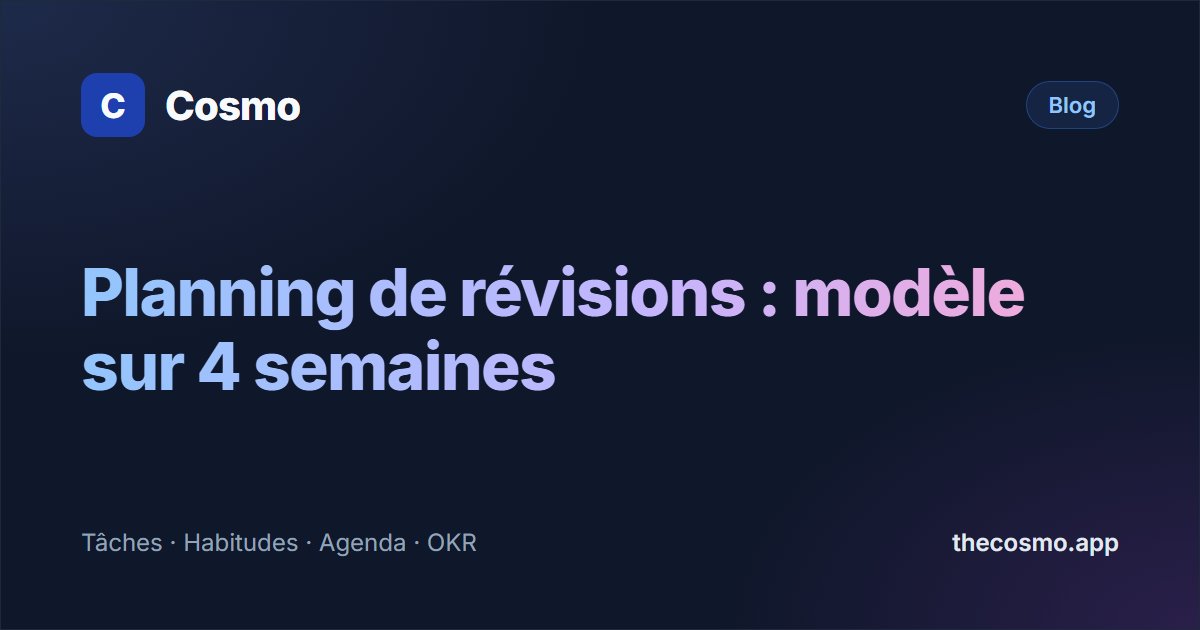 C
Cosmo
Blog
Planning de révisions : modèle
sur 4 semaines
Tâches · Habitudes · Agenda · OKR
thecosmo.app